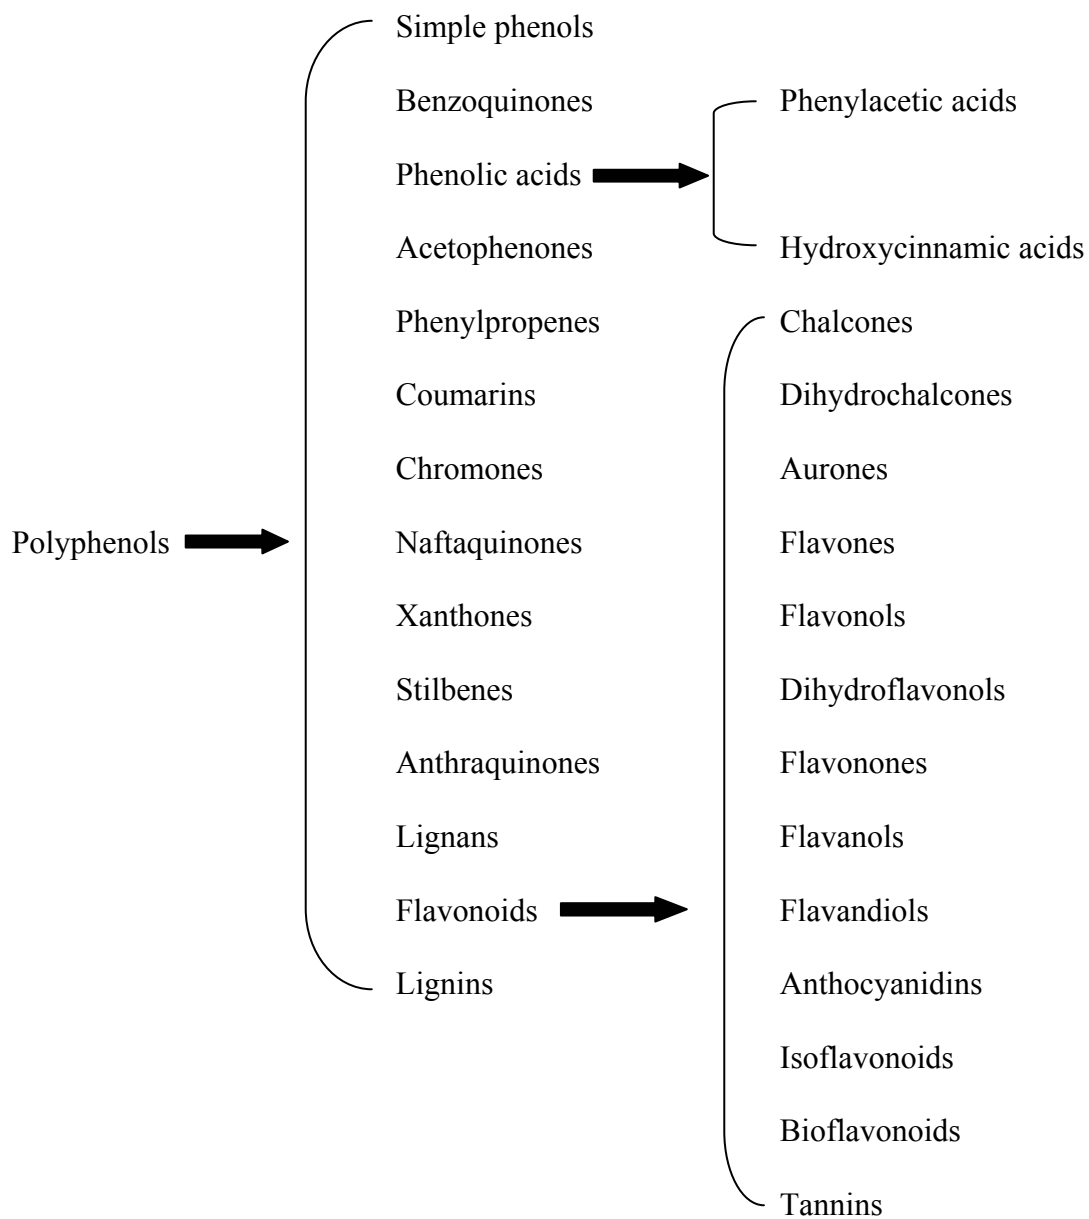 Simple phenols
Benzoquinones
Phenylacetic acids
Phenolic acids
Acetophenones
Hydroxycinnamic acids
Phenylpropenes
Chalcones
Coumarins
Dihydrochalcones
Chromones
Aurones
Polyphenols
Naftaquinones
Flavones
Xanthones
Flavonols
Stilbenes
Dihydroflavonols
Anthraquinones
Flavonones
Lignans
Flavanols
Flavonoids
Flavandiols
Lignins
Anthocyanidins
Isoflavonoids
Bioflavonoids
Tannins